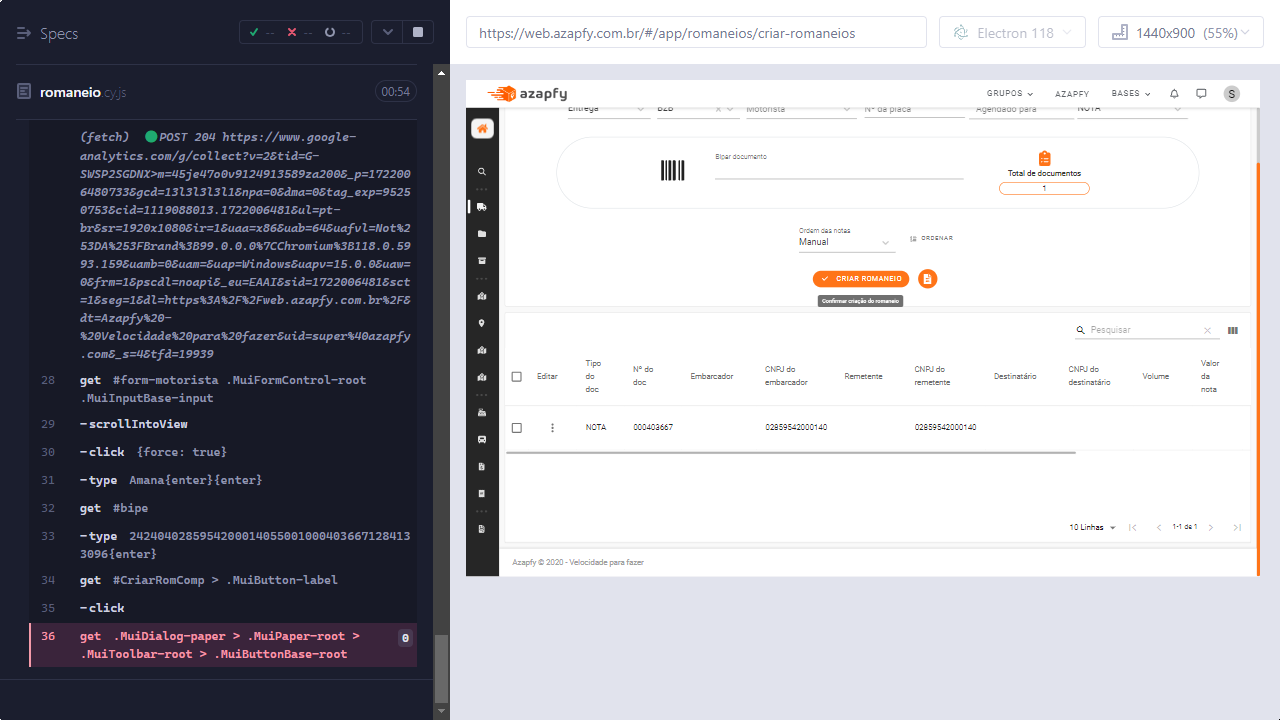 Specs
-- -- --
https://web.azapfy.com.br/#/app/romaneios/criar-romaneios
Electron 118
1440x900 (55%)
romaneio.cy.js
00:54
(fetch) POST 204 https://www.google-
analytics.com/g/collect?v=2&tid=G-
SWSP2SGDNX>m=45je47o0v9124913589za200&_p=1722
006480733&gcd=13l3l3l3l1&npa=0&dma=0&tag_exp=9525
0753&cid=1119088013.1722006481&ul=pt-
br&sr=1920x1080&ir=1&uaa=x86&uab=64&uafvl=Not%2
53DA%253FBrand%3B99.0.0.0%7CChromium%3B118.0.59
93.159&uamb=0&uam=&uap=Windows&uapv=15.0.0&uaw=
0&frm=1&pscdl=noapi&_eu=EAAI&sid=1722006481&sct
=1&seg=1&dl=https%3A%2F%2Fweb.azapfy.com.br%2F&
dt=Azapfy%20-
%20Velocidade%20para%20fazer&uid=super%40azapfy
.com&_s=4&tfd=19939
28 get #form-motorista .MuiFormControl-root
.MuiInputBase-input
29 -scrollIntoView
30 -click {force: true}
31 -type Amana{enter}{enter}
32 get #bipe
33 -type 2424040285954200014055001000403667128413
3096{enter}
34 get #CriarRomComp > .MuiButton-label
35 -click
36 get .MuiDialog-paper > .MuiPaper-root >
.MuiToolbar-root > .MuiButtonBase-root
0
azapfy
GRUPOS AZAPFY BASES S
Entrega B2B Motorista Nº da placa Agendado para NOTA
Bipar documento
Total de documentos
1
Ordem das notas
Manual
ORDENAR
CRIAR ROMANEIO
Confirmar criação do romaneio
Pesquisar
Editar
Tipo
do
doc
Nº do
doc
Embarcador
CNPJ do
embarcador
Remetente
CNPJ do
remetente
Destinatário
CNPJ do
destinatário
Volume
Valor
da
nota
NOTA 000403667 02859542000140 02859542000140
10 Linhas 1-1 de 1
Azapfy © 2020 - Velocidade para fazer